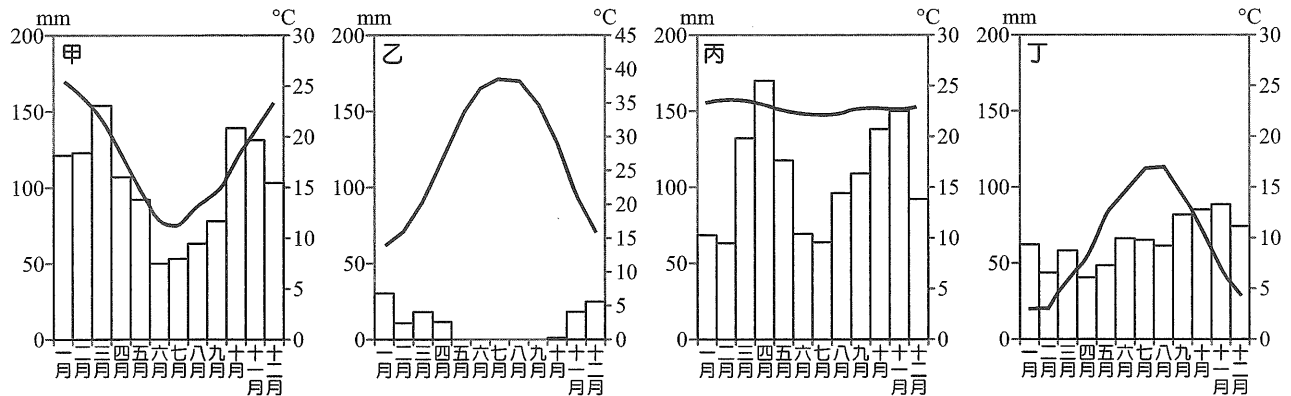 mm °C mm °C mm °C mm °C
200 30 200 45 200 30 200 30
甲 乙 丙 丁
40
25 25 25
150 150 35 150 150
20 30 20 20
25
100 15 100 100 15 100 15
20
10 15 10 10
50 50 50 50
10
5 5 5 5
0 0 0 0 0 0 0 0
一月 二月 三月 四月 五月 六月 七月 八月 九月 十月 十一月 十二月
一月 二月 三月 四月 五月 六月 七月 八月 九月 十月 十一月 十二月
一月 二月 三月 四月 五月 六月 七月 八月 九月 十月 十一月 十二月
一月 二月 三月 四月 五月 六月 七月 八月 九月 十月 十一月 十二月